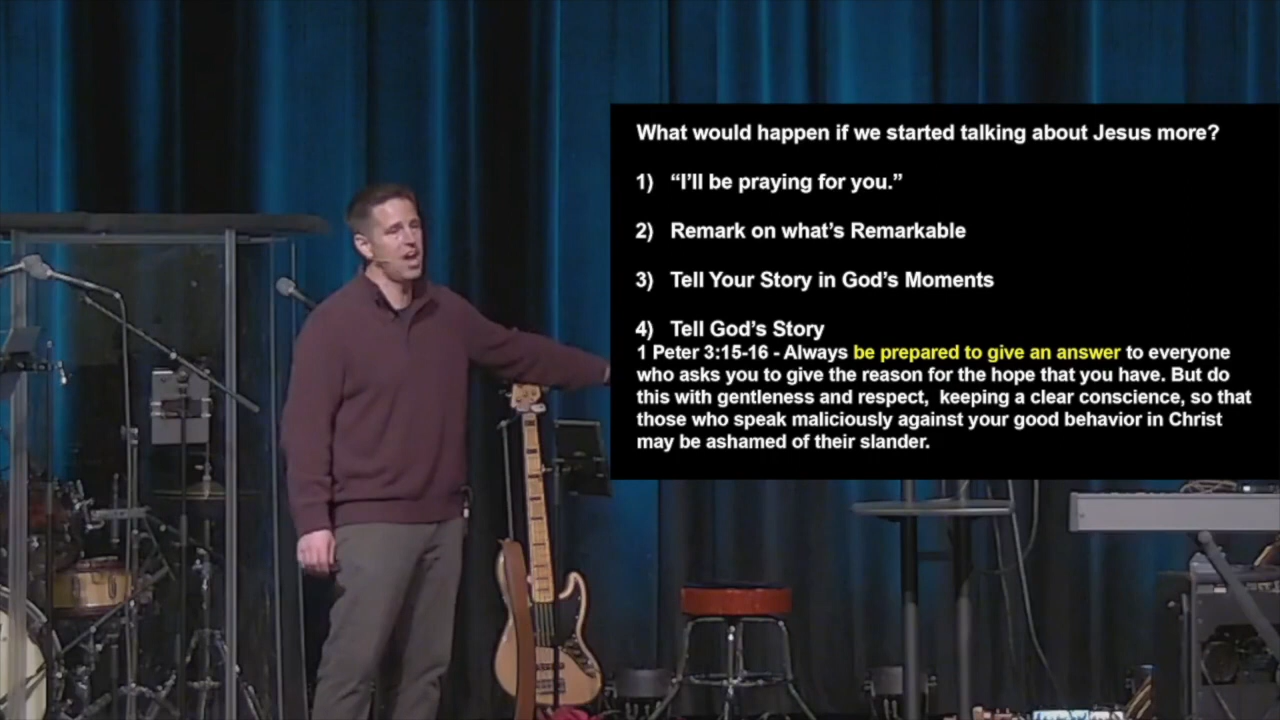 What would happen if we started talking about Jesus more?
1) “I’ll be praying for you.”
2) Remark on what’s Remarkable
3) Tell Your Story in God’s Moments
4) Tell God’s Story
1 Peter 3:15-16 - Always be prepared to give an answer to everyone
who asks you to give the reason for the hope that you have. But do
this with gentleness and respect, keeping a clear conscience, so that
those who speak maliciously against your good behavior in Christ
may be ashamed of their slander.